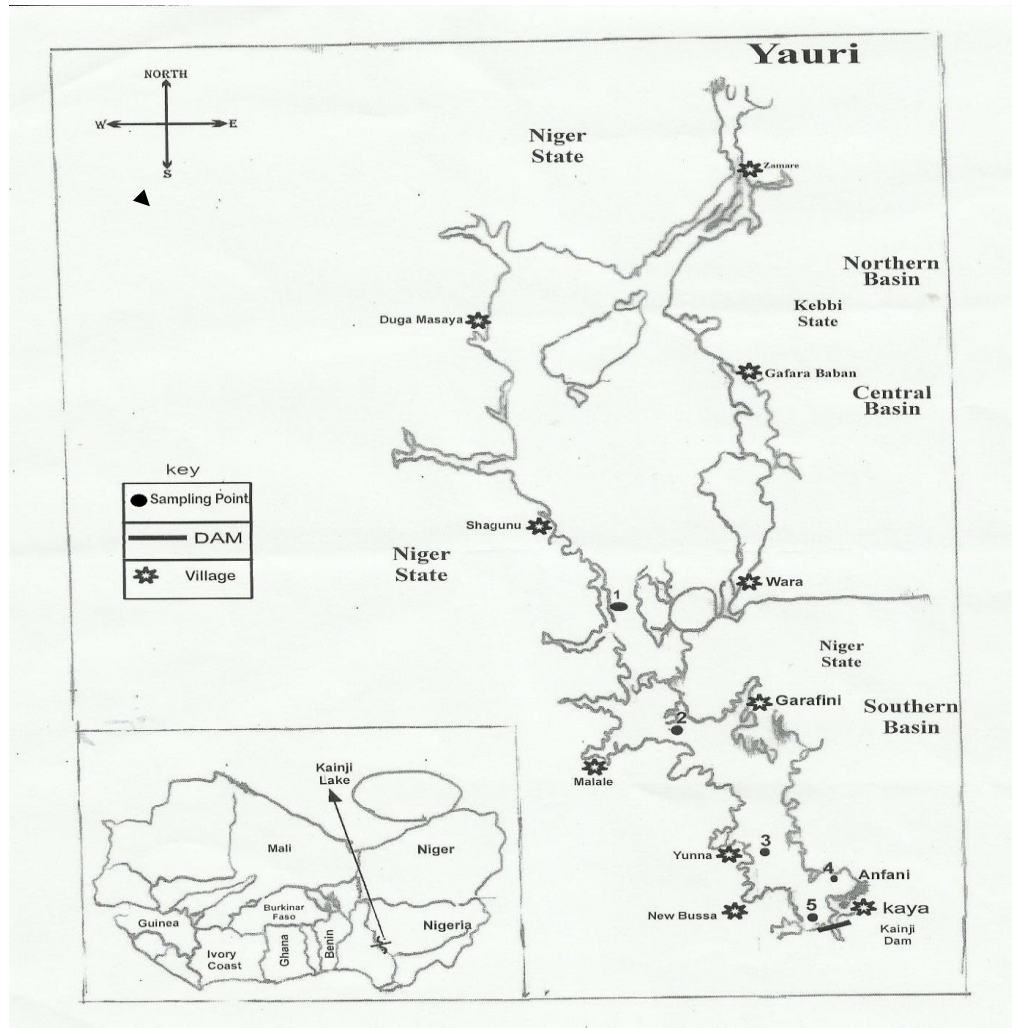 Yauri
NORTH
W
E
S
Niger
State
Zamare
Northern
Basin
Kebbi
State
Duga Masaya
Gafara Baban
Central
Basin
key
Sampling Point
DAM
Village
Shagunu
Niger
State
Wara
1
Niger
State
Garafini
Southern
Basin
2
Malale
Kainji
Lake
Mali
Niger
Burkinar
Faso
Guinea
Ivory
Coast
Ghana
Benin
Nigeria
3
Yunna
4
Anfani
New Bussa
5
kaya
Kainji
Dam